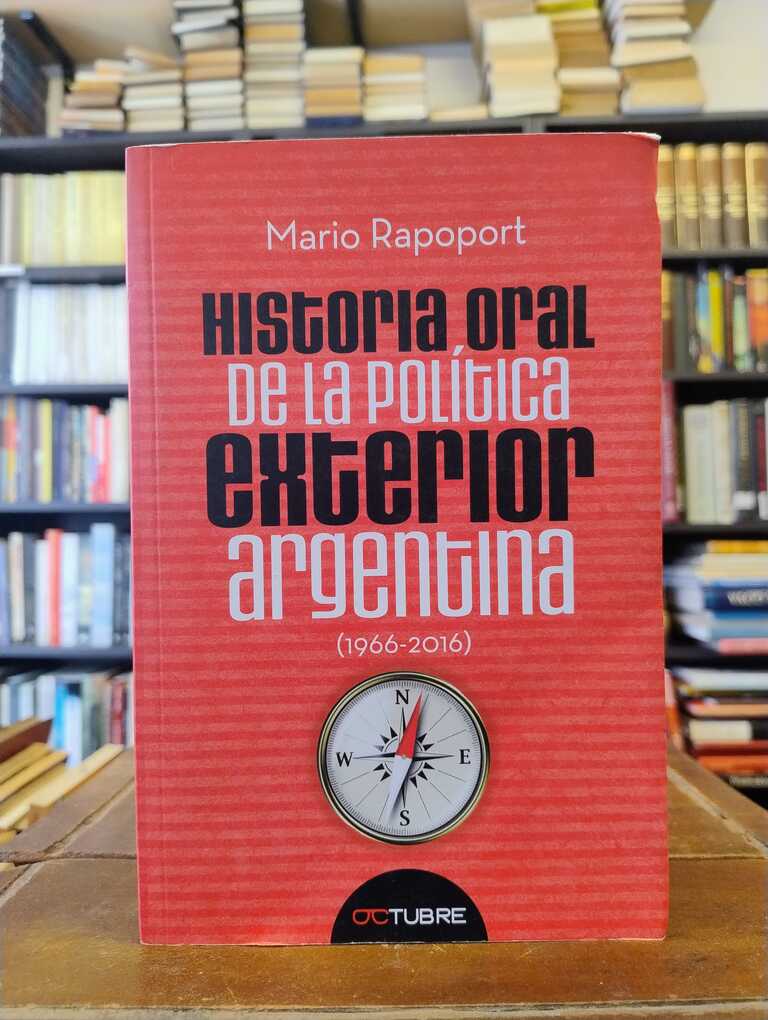 Mario Rapoport
Historia oral
de la política
exterior
argentina
(1966-2016)
N
W E
S
OCTUBRE